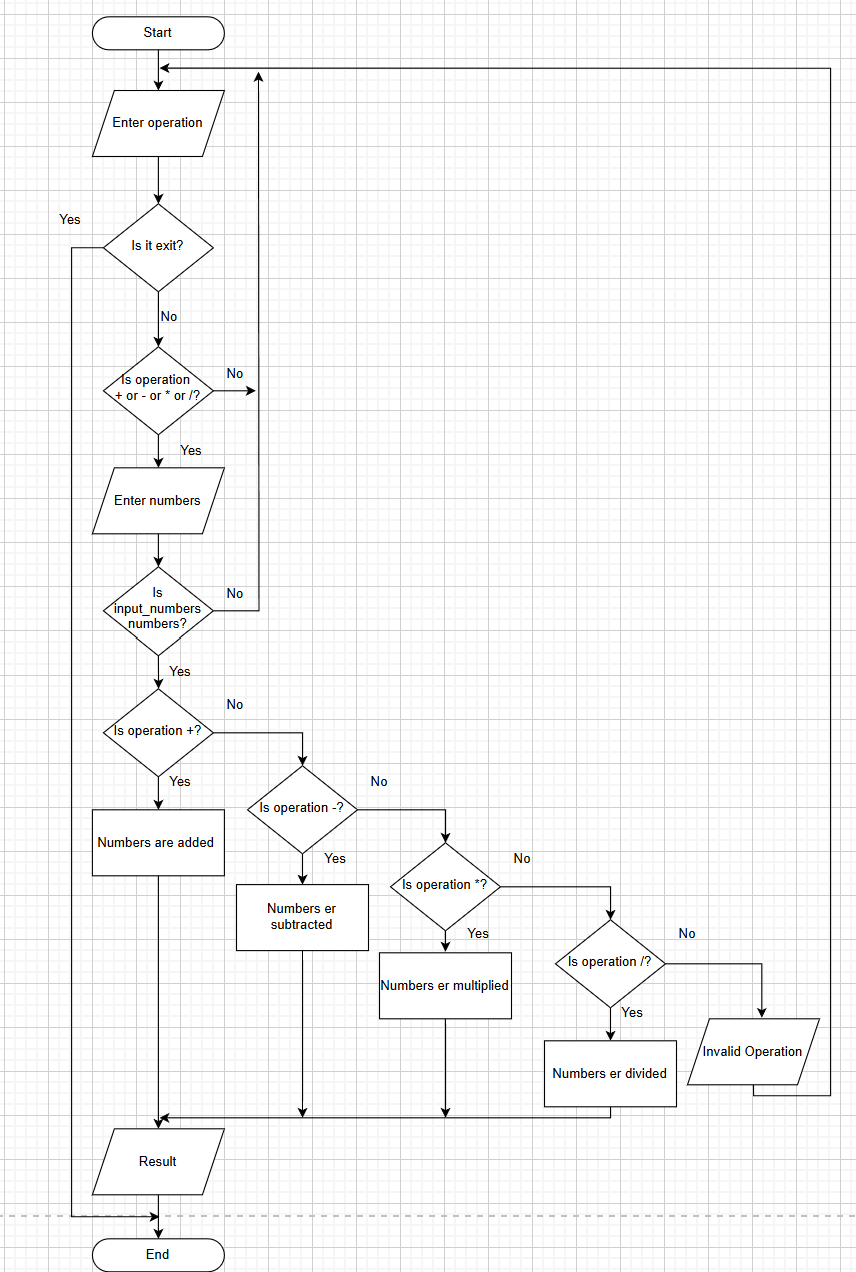 Start
Enter operation
Yes
Is it exit?
No
Is operation
+ or - or * or /?
No
Yes
Enter numbers
Is
input_numbers
numbers?
No
Yes
Is operation +?
No
Yes
Numbers are added
Is operation -?
No
Yes
Numbers er
subtracted
Is operation *?
No
Yes
Numbers er multiplied
Is operation /?
No
Yes
Numbers er divided
Invalid Operation
Result
End